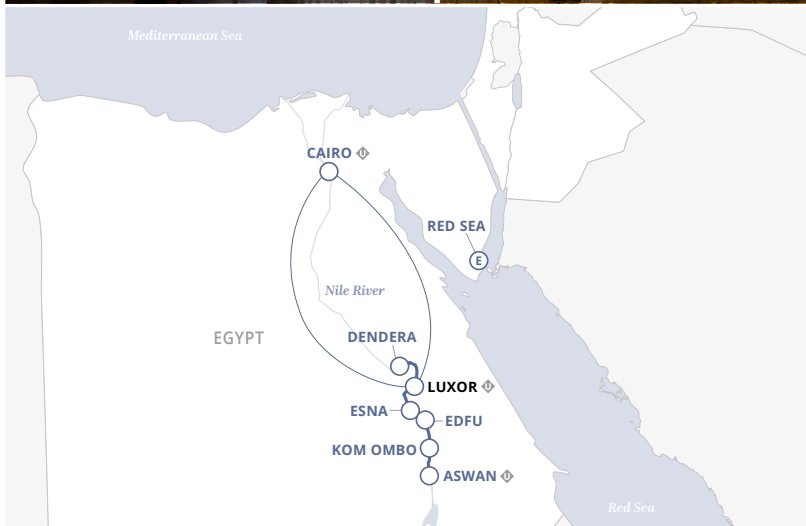 Mediterranean Sea
CAIRO U
RED SEA
E
Nile River
DENDERA
EGYPT
LUXOR U
ESNA
EDFU
KOM OMBO
ASWAN U
Red Sea